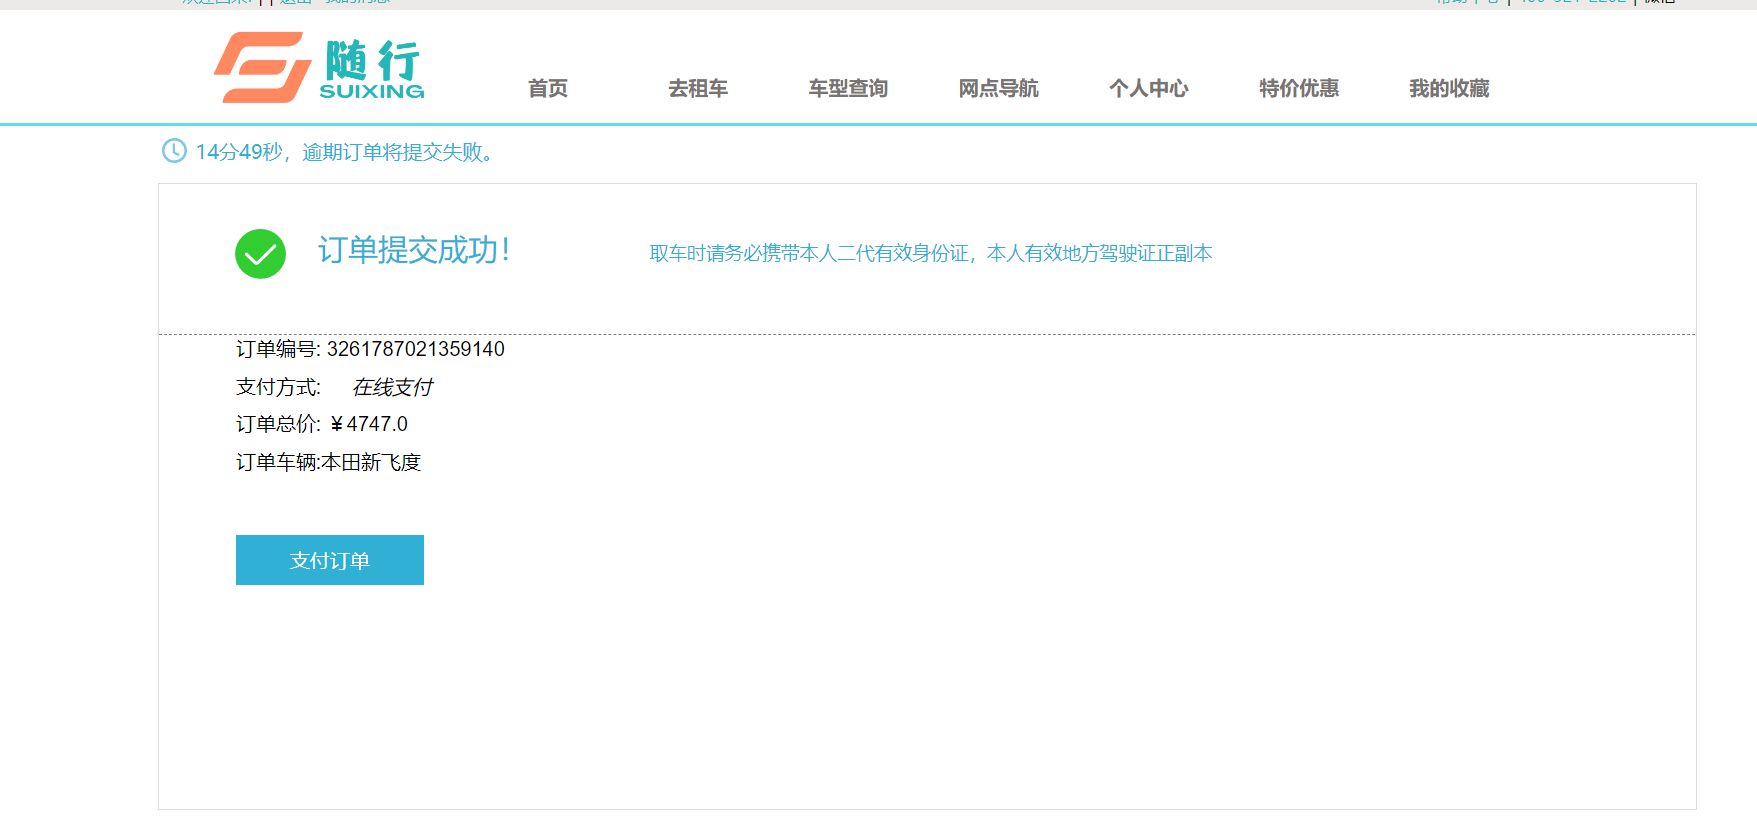 随行
SUIXING
首页 去租车 车型查询 网点导航 个人中心 特价优惠 我的收藏
14分49秒，逾期订单将提交失败。
订单提交成功！ 取车时请务必携带本人二代有效身份证，本人有效地方驾驶证正副本
订单编号: 3261787021359140
支付方式: 在线支付
订单总价: ￥4747.0
订单车辆:本田新飞度
支付订单